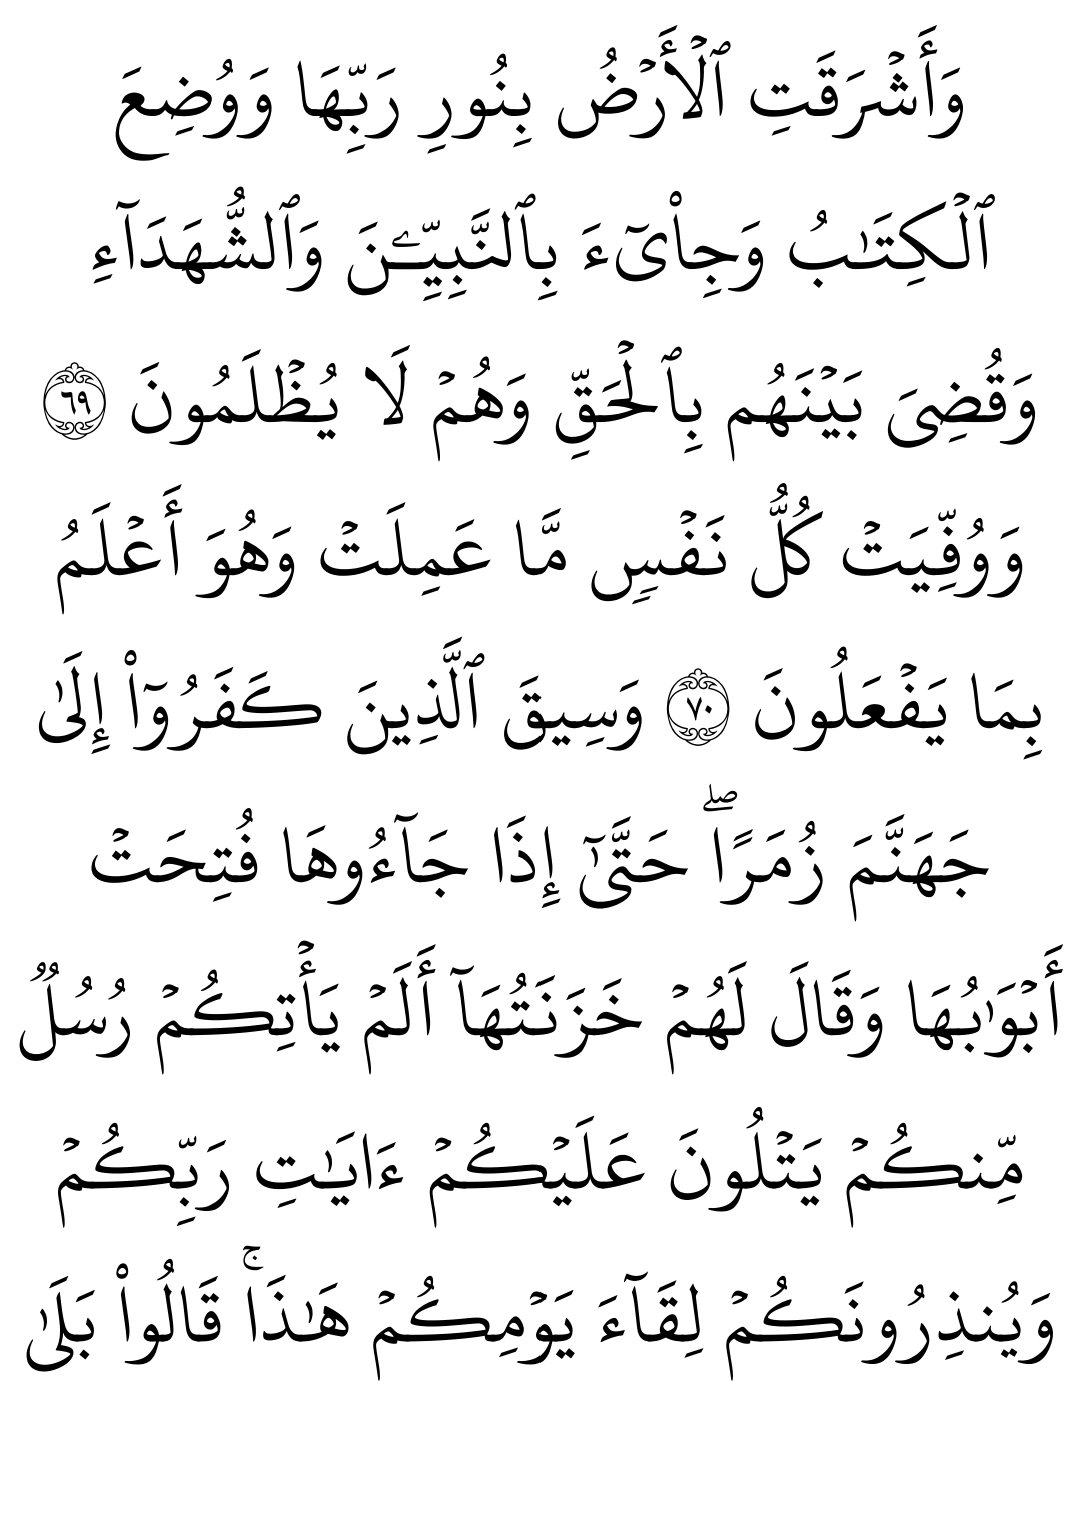 وَأَشْرَقَتِ ٱلْأَرْضُ بِنُورِ رَبِّهَا وَوُضِعَ
ٱلْكِتَـٰبُ وَجِا۟ىٓءَ بِٱلنَّبِيِّـۧنَ وَٱلشُّهَدَآءِ
وَقُضِىَ بَيْنَهُم بِٱلْحَقِّ وَهُمْ لَا يُظْلَمُونَ ٦٩
وَوُفِّيَتْ كُلُّ نَفْسٍ مَّا عَمِلَتْ وَهُوَ أَعْلَمُ
بِمَا يَفْعَلُونَ ٧٠ وَسِيقَ ٱلَّذِينَ كَفَرُوٓا۟ إِلَىٰ
جَهَنَّمَ زُمَرًا ۖ حَتَّىٰٓ إِذَا جَآءُوهَا فُتِحَتْ
أَبْوَٰبُهَا وَقَالَ لَهُمْ خَزَنَتُهَآ أَلَمْ يَأْتِكُمْ رُسُلٌ
مِّنكُمْ يَتْلُونَ عَلَيْكُمْ ءَايَـٰتِ رَبِّكُمْ
وَيُنذِرُونَكُمْ لِقَآءَ يَوْمِكُمْ هَـٰذَا ۚ قَالُوا۟ بَلَىٰ